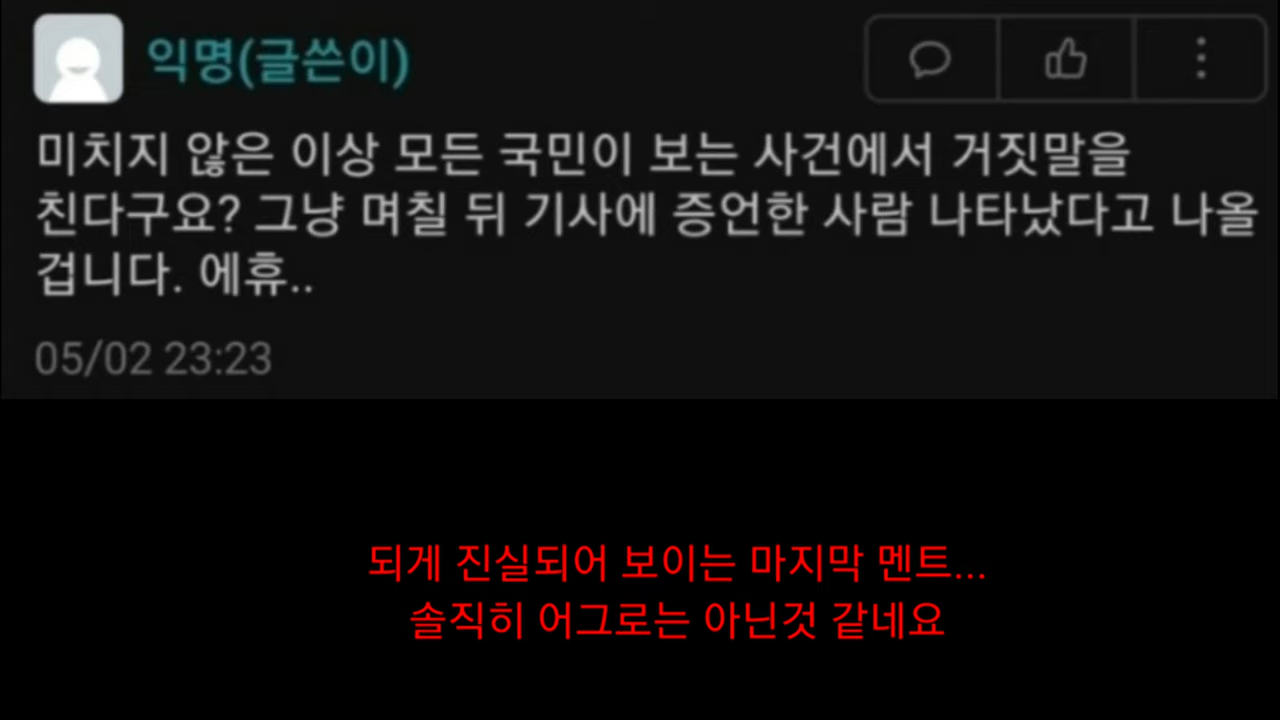 익명(글쓴이)
미치지 않은 이상 모든 국민이 보는 사건에서 거짓말을
친다구요? 그냥 며칠 뒤 기사에 증언한 사람 나타났다고 나올
겁니다. 에휴..
05/02 23:23
되게 진실되어 보이는 마지막 멘트...
솔직히 어그로는 아닌것 같네요